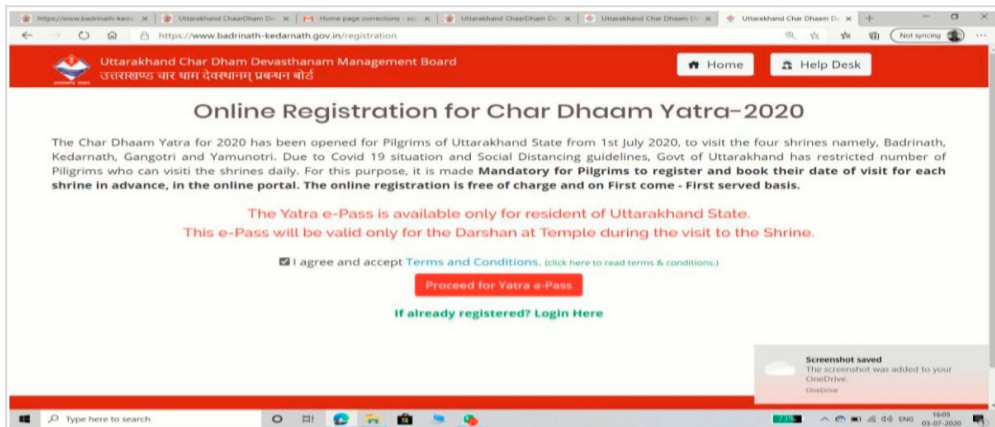 https://www.badrinath-keda
Uttarakhand ChaarDham De
Home page corrections - soc
Uttarakhand ChaarDham De
Uttarakhand Char Dhaam De
Uttarakhand Char Dhaam De
https://www.badrinath-kedarnath.gov.in/registration
Not syncing
Uttarakhand Char Dham Devasthanam Management Board
उत्तराखण्ड चार धाम देवस्थानम् प्रबन्धन बोर्ड
Home
Help Desk
Online Registration for Char Dhaam Yatra-2020
The Char Dhaam Yatra for 2020 has been opened for Pilgrims of Uttarakhand State from 1st July 2020, to visit the four shrines namely, Badrinath,
Kedarnath, Gangotri and Yamunotri. Due to Covid 19 situation and Social Distancing guidelines, Govt of Uttarakhand has restricted number of
Piligrims who can visiti the shrines daily. For this purpose, it is made Mandatory for Pilgrims to register and book their date of visit for each
shrine in advance, in the online portal. The online registration is free of charge and on First come - First served basis.
The Yatra e-Pass is available only for resident of Uttarakhand State.
This e-Pass will be valid only for the Darshan at Temple during the visit to the Shrine.
I agree and accept Terms and Conditions. (click here to read terms & conditions.)
Proceed for Yatra e-Pass
If already registered? Login Here
Screenshot saved
The screenshot was added to your
OneDrive.
OneDrive
Type here to search
ENG
16:05
03-07-2020